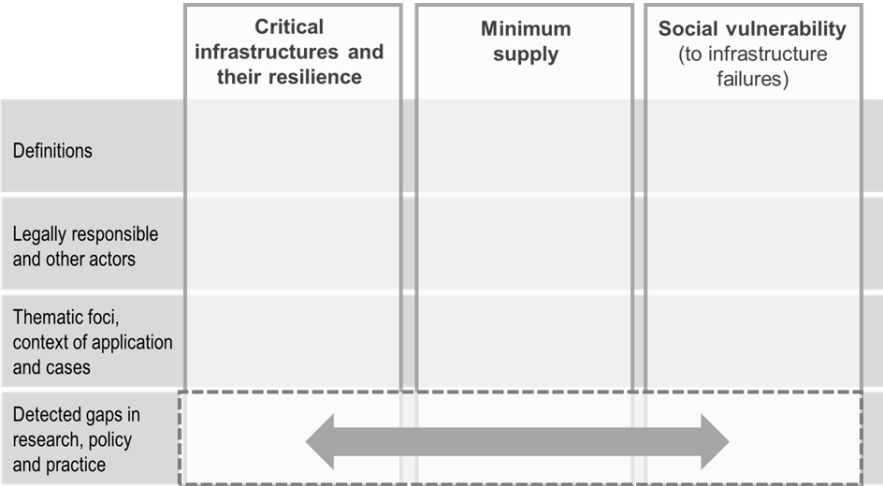 Critical
infrastructures and
their resilience
Minimum
supply
Social vulnerability
(to infrastructure
failures)
Definitions
Legally responsible
and other actors
Thematic foci,
context of application
and cases
Detected gaps in
research, policy
and practice